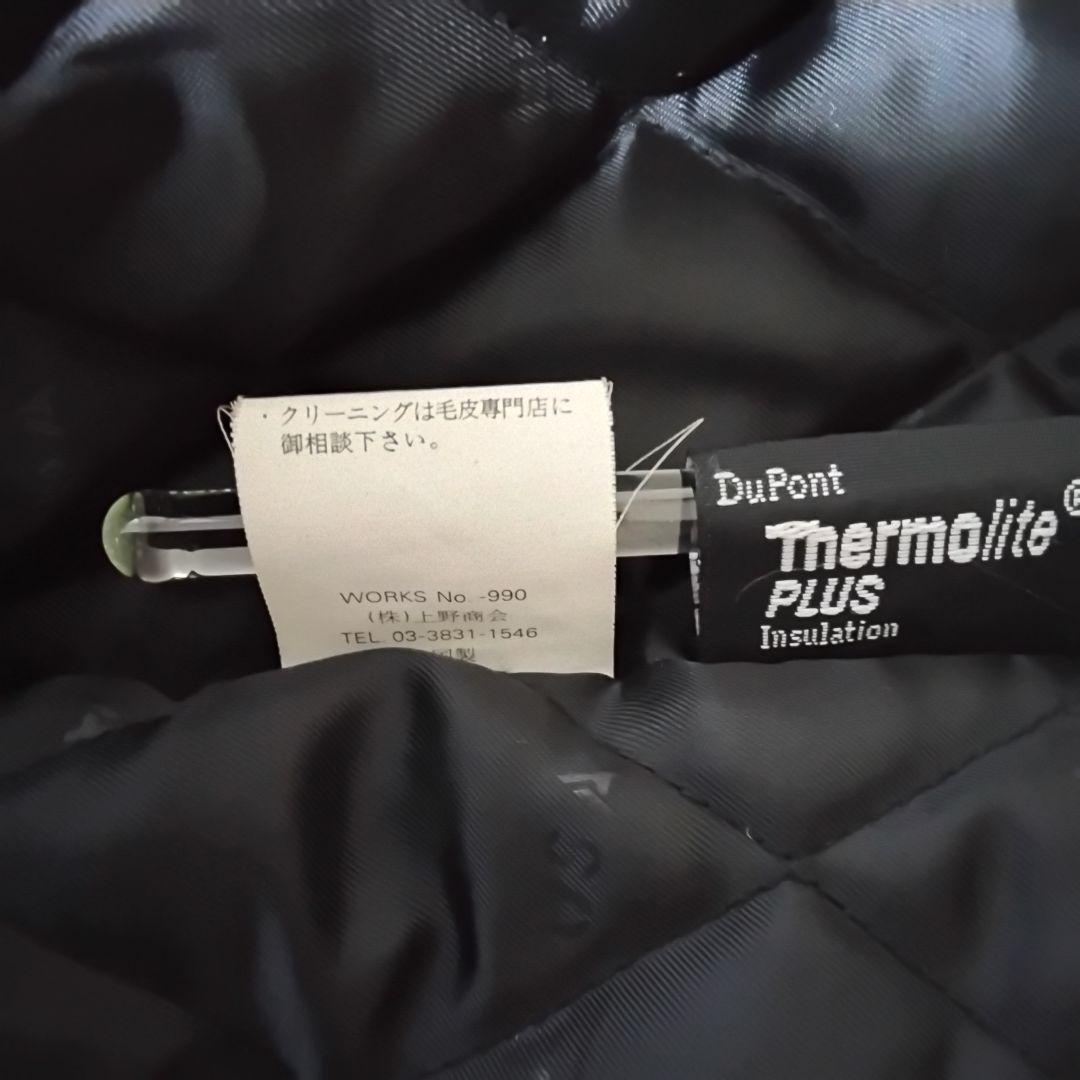 ・クリーニングは毛皮専門店に
御相談下さい。
WORKS No. -990
(株)上野商会
TEL. 03-3831-1546
製
DuPont
Thermolite®
PLUS
Insulation